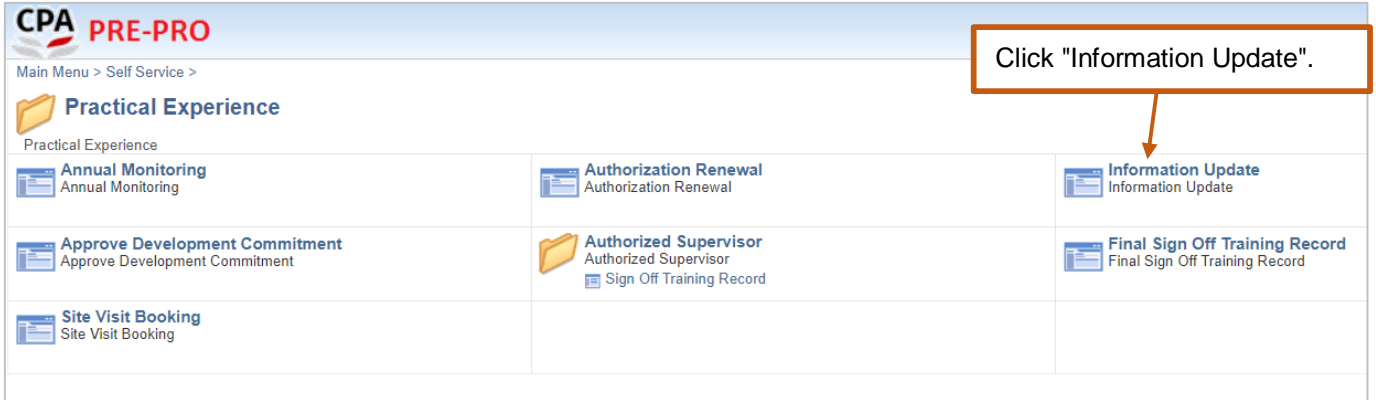 CPA PRE-PRO
Click "Information Update".
Main Menu > Self Service >
Practical Experience
Practical Experience
Annual Monitoring
Annual Monitoring
Authorization Renewal
Authorization Renewal
Information Update
Information Update
Approve Development Commitment
Approve Development Commitment
Authorized Supervisor
Authorized Supervisor
Sign Off Training Record
Final Sign Off Training Record
Final Sign Off Training Record
Site Visit Booking
Site Visit Booking